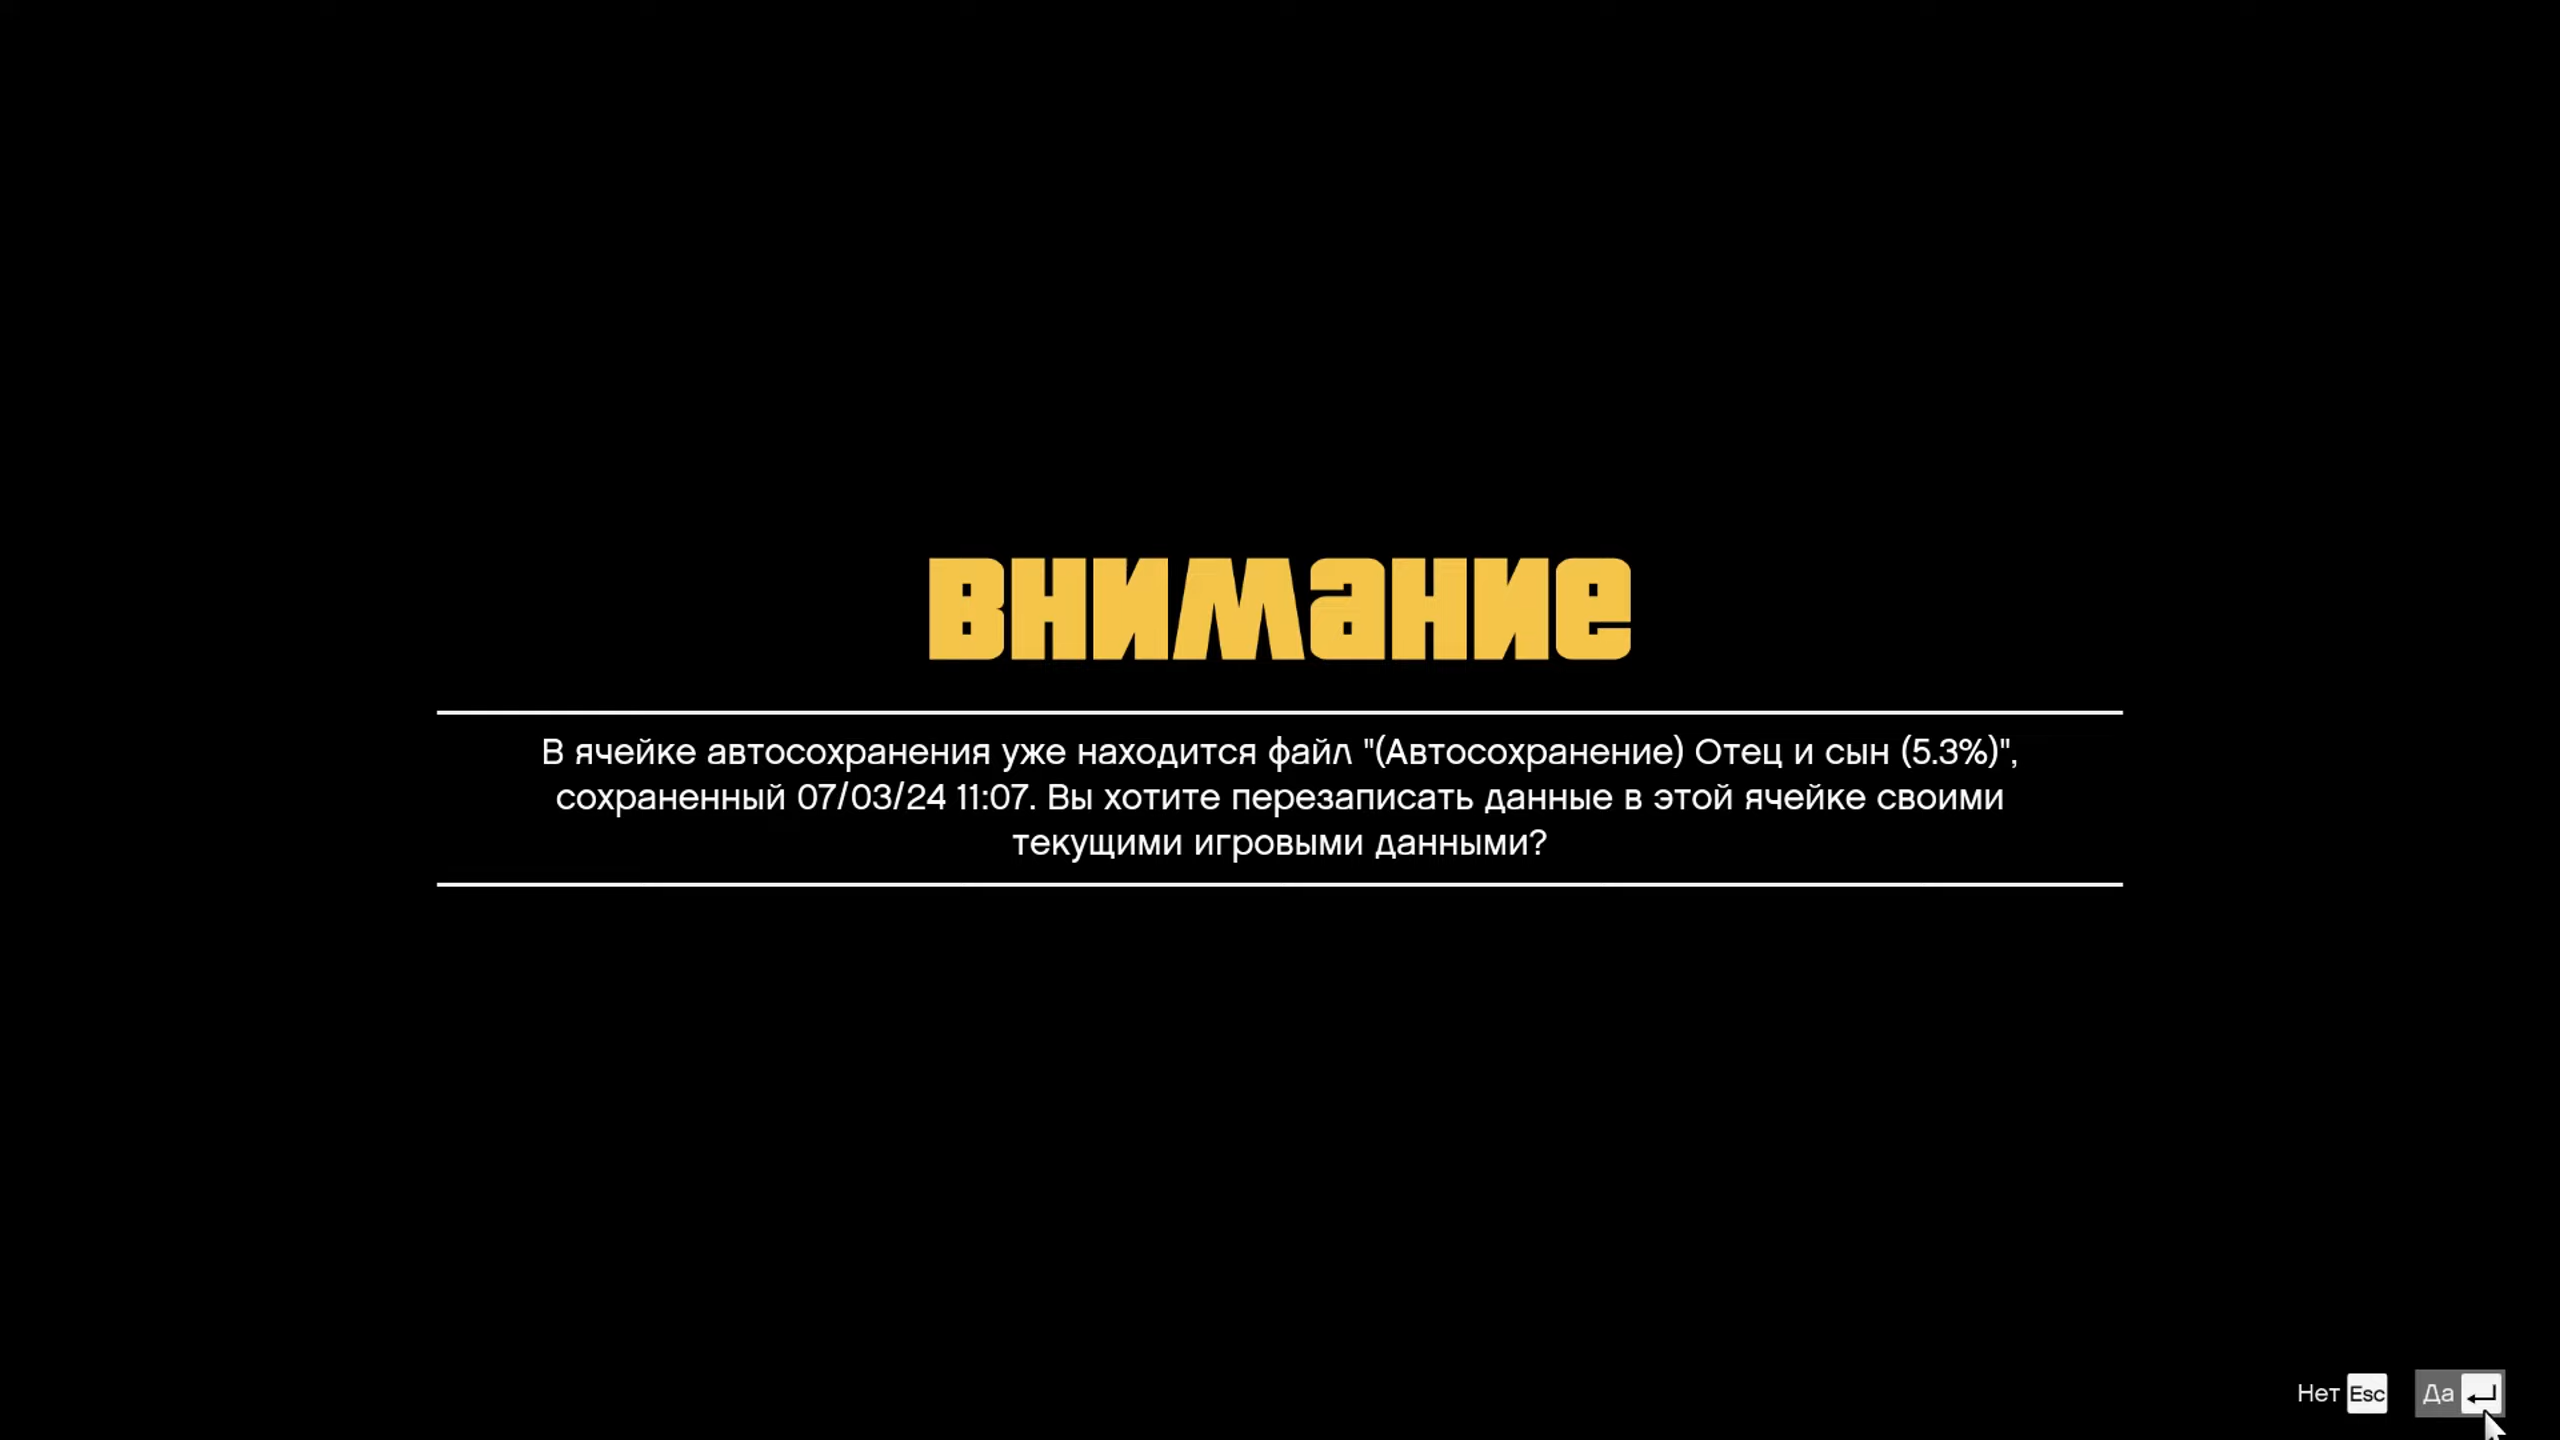 внимание
В ячейке автосохранения уже находится файл "(Автосохранение) Отец и сын (5.3%)",
сохраненный 07/03/24 11:07. Вы хотите перезаписать данные в этой ячейке своими
текущими игровыми данными?
Нет Esc Да